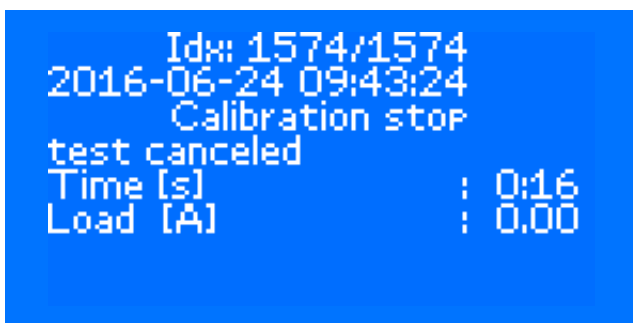 Idx: 1574/1574
2016-06-24 09:43:24
Calibration stop
test canceled
Time [s] : 0:16
Load [A] : 0.00